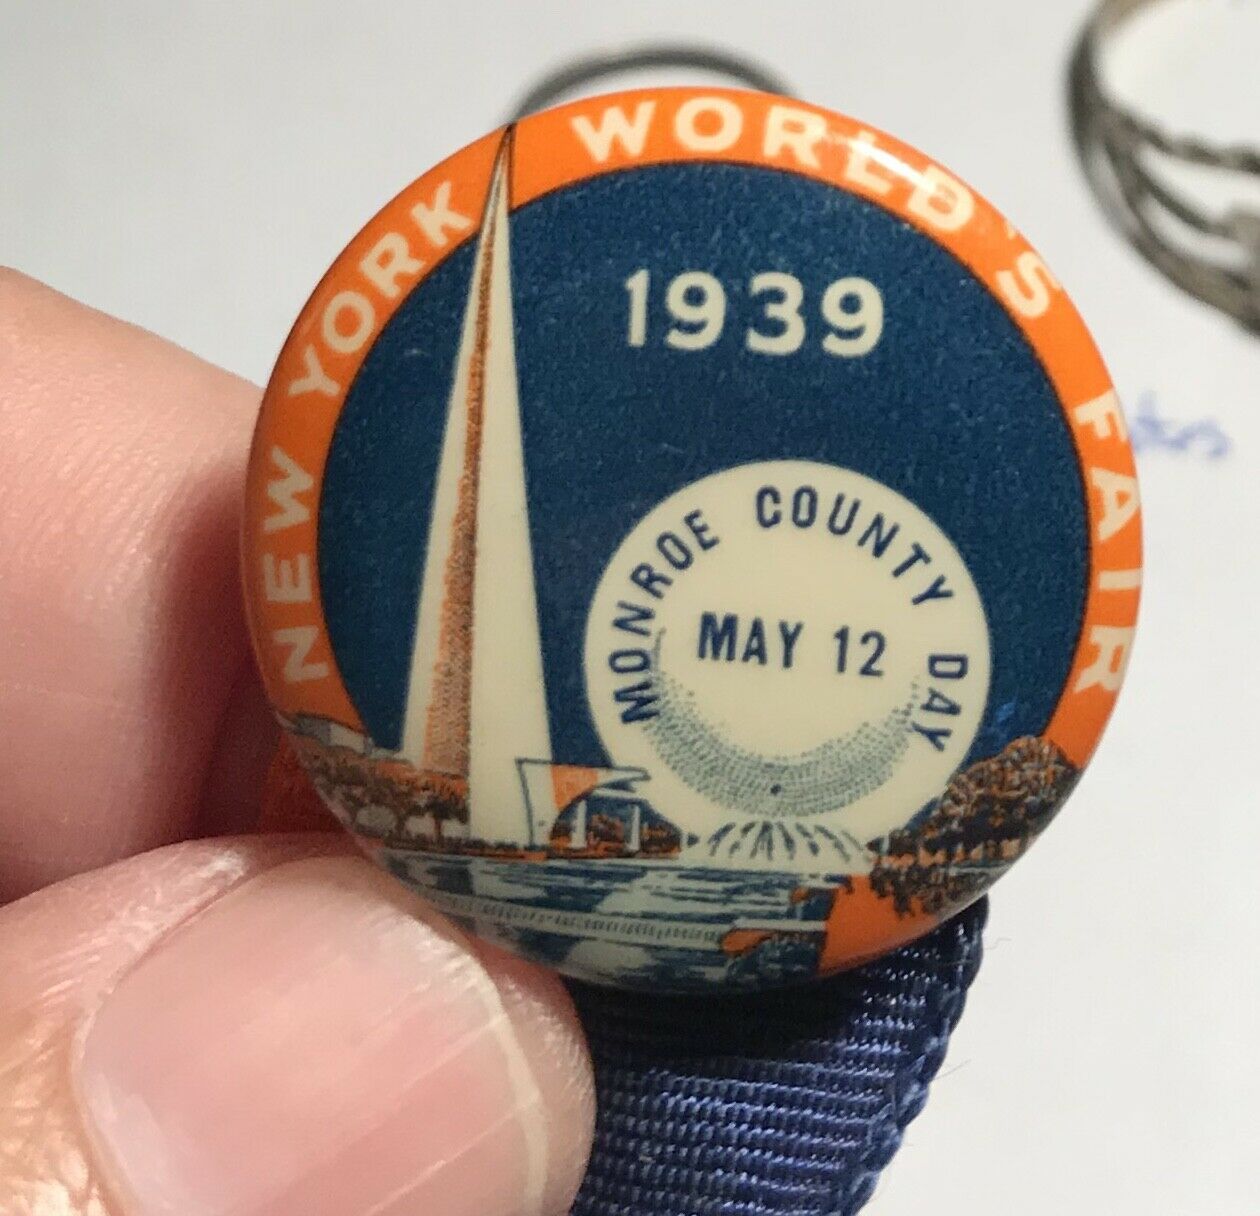 NEW YORK WORLD'S FAIR
1939
MONROE COUNTY DAY
MAY 12